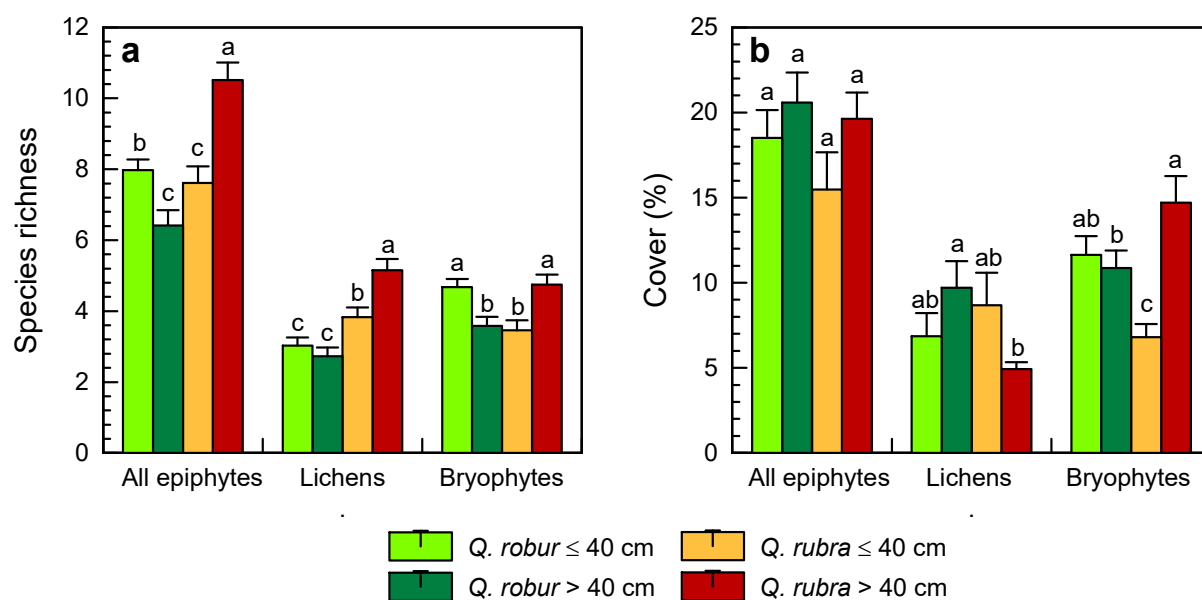 a
Species richness
12
10
8
6
4
2
0
b
c
c
a
c
c
b
a
a
b
b
a
All epiphytes
Lichens
Bryophytes
b
Cover (%)
25
20
15
10
5
0
a
a
a
a
ab
a
ab
b
ab
b
c
a
All epiphytes
Lichens
Bryophytes
Q. robur ≤ 40 cm
Q. rubra ≤ 40 cm
Q. robur > 40 cm
Q. rubra > 40 cm